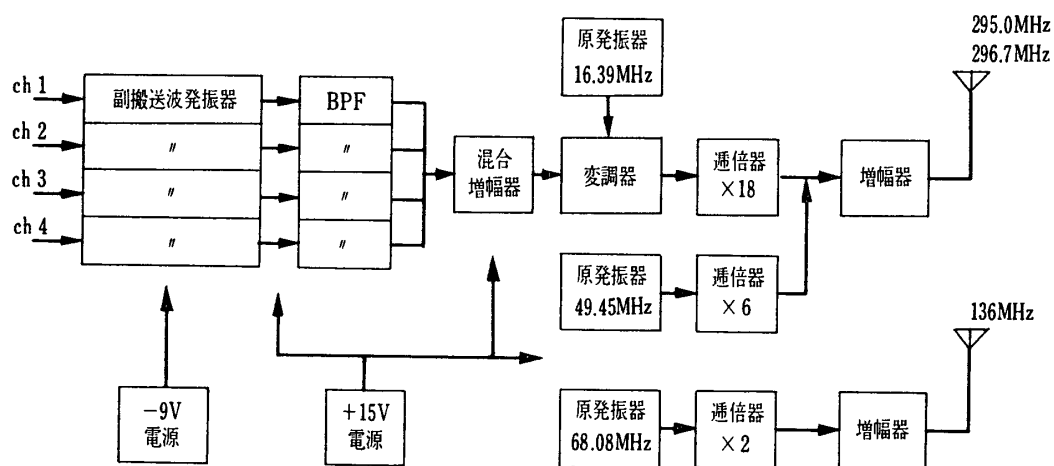 ch 1
ch 2
ch 3
ch 4
副搬送波発振器
〃
〃
〃
BPF
〃
〃
〃
混合
増幅器
原発振器
16.39MHz
変調器
逓倍器
×18
増幅器
295.0MHz
296.7MHz
原発振器
49.45MHz
逓倍器
×6
−9V
電源
+15V
電源
原発振器
68.08MHz
逓倍器
×2
増幅器
136MHz